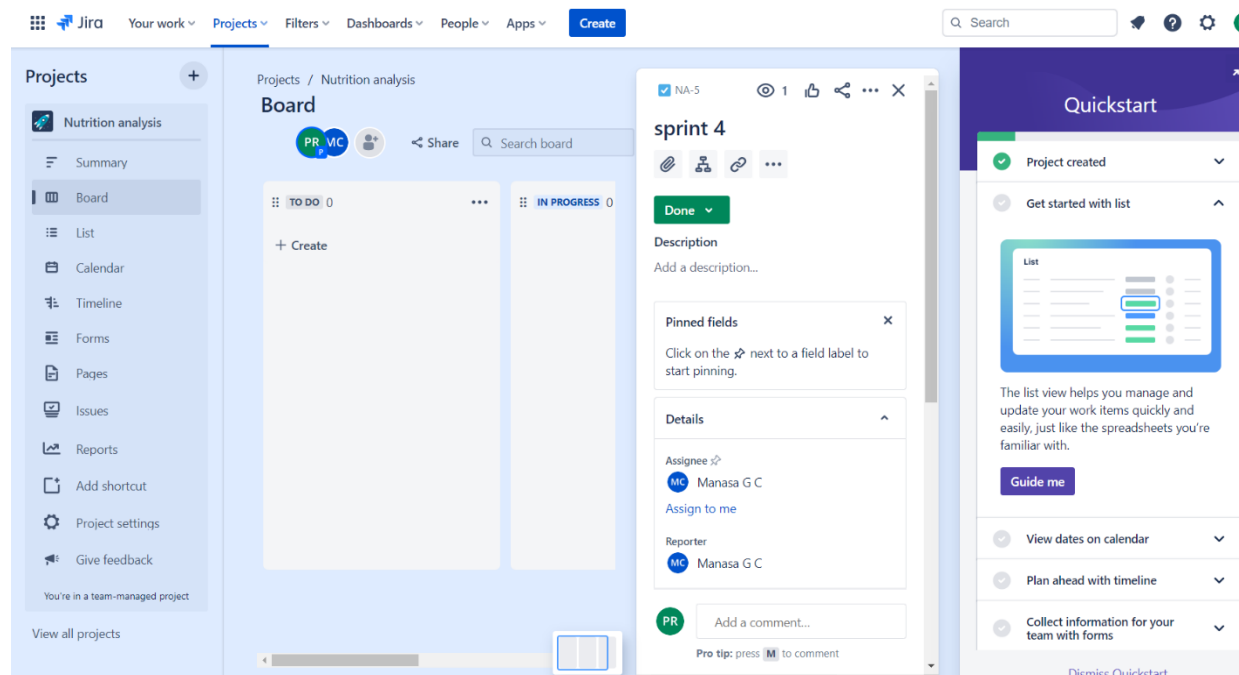 Jira Your work Projects Filters Dashboards People Apps Create Search
Projects +
Nutrition analysis
Summary
Board
List
Calendar
Timeline
Forms
Pages
Issues
Reports
Add shortcut
Project settings
Give feedback
You're in a team-managed project
View all projects
Projects / Nutrition analysis
Board
PR P MC Share Search board
TO DO 0
+ Create
IN PROGRESS 0
NA-5 1
sprint 4
Done
Description
Add a description...
Pinned fields
Click on the next to a field label to
start pinning.
Details
Assignee
MC Manasa G C
Assign to me
Reporter
MC Manasa G C
PR Add a comment...
Pro tip: press M to comment
Quickstart
Project created
Get started with list
List
The list view helps you manage and
update your work items quickly and
easily, just like the spreadsheets you're
familiar with.
Guide me
View dates on calendar
Plan ahead with timeline
Collect information for your
team with forms
Dismiss Quickstart